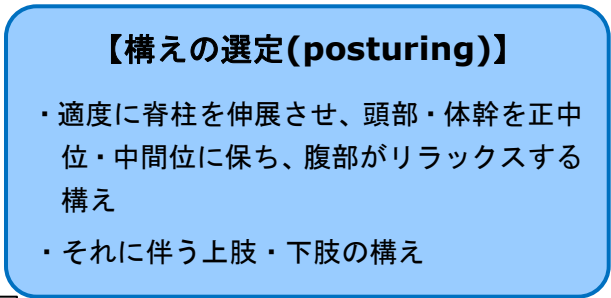 【構えの選定(posturing)】
・適度に脊柱を伸展させ、頭部・体幹を正中
位・中間位に保ち、腹部がリラックスする
構え
・それに伴う上肢・下肢の構え